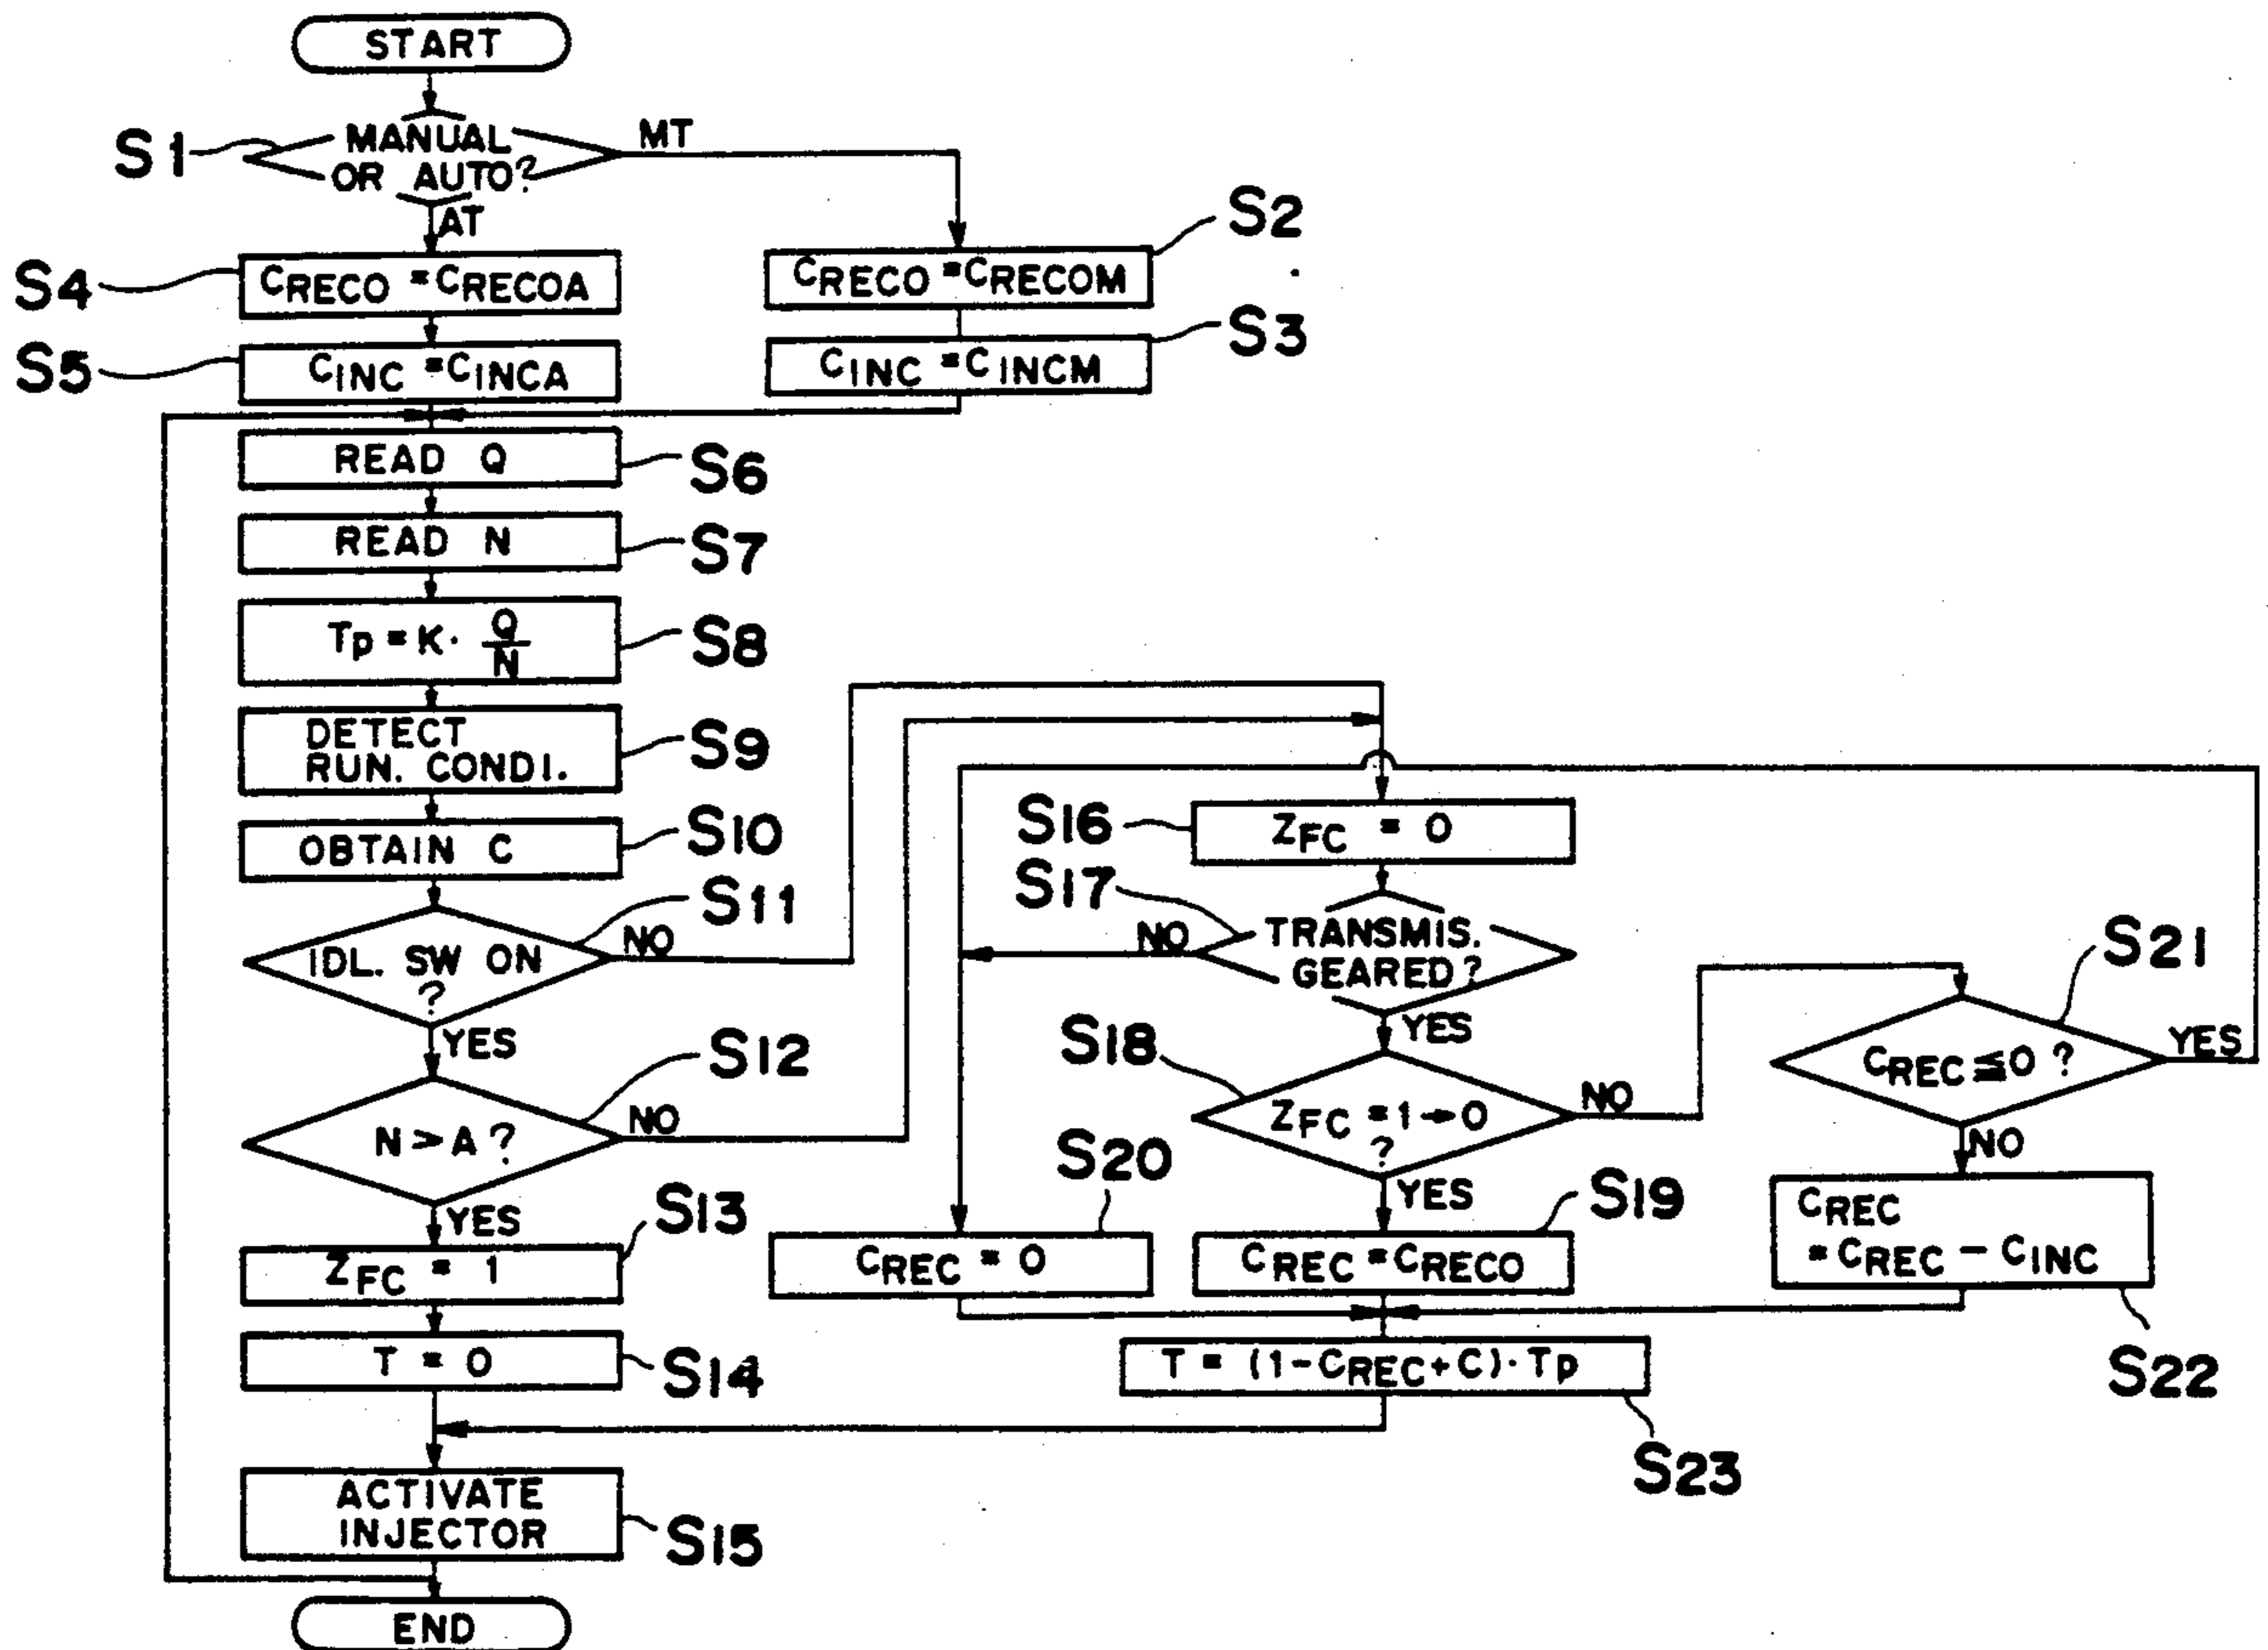 START
S1
MANUAL
OR AUTO?
MT
AT
S2
S4
CRECO = CRECOA
CRECO = CRECOM
S3
S5
CINC = CINCA
CINC = CINCM
READ Q
S6
READ N
S7
Tp = K · Q/N
S8
DETECT
RUN. CONDI.
S9
OBTAIN C
S10
S11
IDL. SW ON
?
NO
YES
S12
N > A ?
NO
YES
S13
ZFC = 1
T = 0
S14
ACTIVATE
INJECTOR
S15
END
S16
ZFC = 0
S17
TRANSMIS.
GEARED ?
NO
YES
S18
ZFC = 1 → 0
?
NO
YES
S21
CREC ≦ 0 ?
YES
NO
S20
CREC = 0
S19
CREC = CRECO
CREC
= CREC - CINC
S22
T = (1 - CREC + C) · Tp
S23